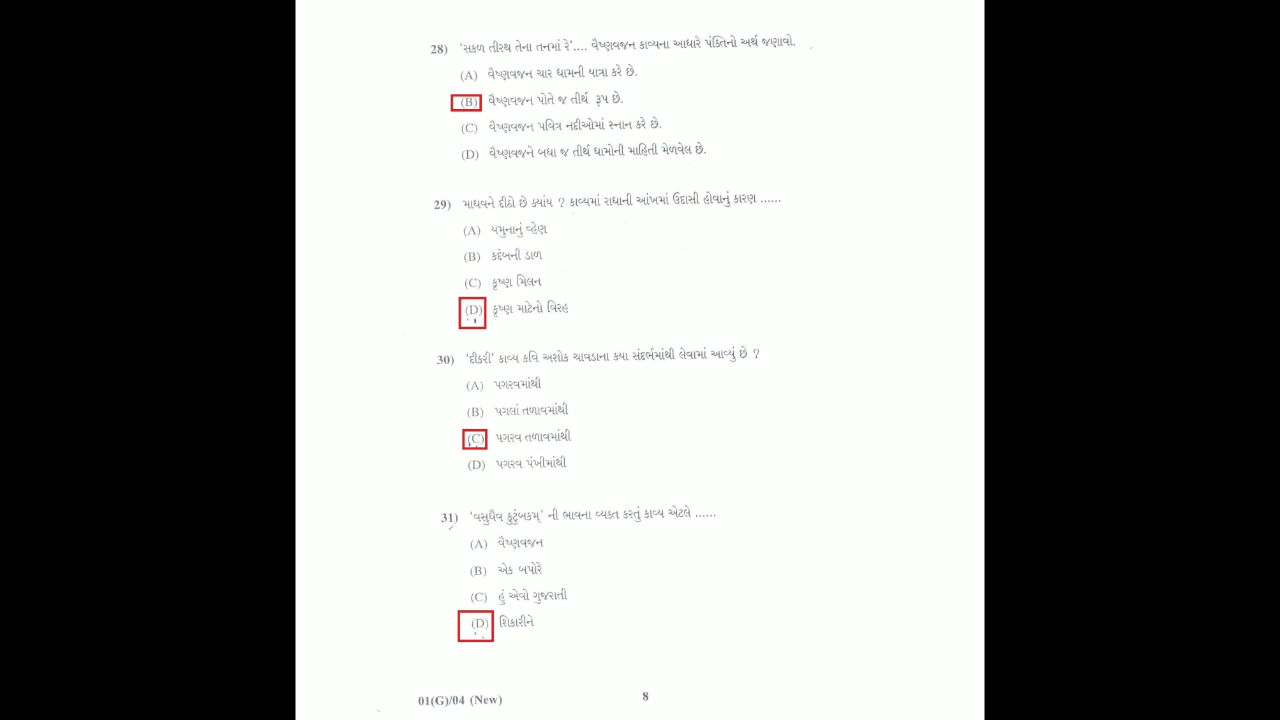 28) 'સકળ તીરથ તેના તનમાં રે'.... વૈષ્ણવજન કાવ્યના આધારે પંક્તિનો અર્થ જણાવો.
(A) વૈષ્ણવજન ચાર ધામની યાત્રા કરે છે.
(B) વૈષ્ણવજન પોતે જ તીર્થ રૂપ છે.
(C) વૈષ્ણવજન પવિત્ર નદીઓમાં સ્નાન કરે છે.
(D) વૈષ્ણવજને બધા જ તીર્થ ધામોની માહિતી મેળવેલ છે.
29) માધવને દીઠો છે ક્યાંય ? કાવ્યમાં રાધાની આંખમાં ઉદાસી હોવાનું કારણ ......
(A) યમુનાનું વ્હેણ
(B) કદંબની ડાળ
(C) કૃષ્ણ મિલન
(D) કૃષ્ણ માટેનો વિરહ
30) 'દીકરી' કાવ્ય કવિ અશોક ચાવડાના કયા સંદર્ભમાંથી લેવામાં આવ્યું છે ?
(A) પગરવમાંથી
(B) પગલાં તળાવમાંથી
(C) પગરવ તળાવમાંથી
(D) પગરવ પંખીમાંથી
31) 'વસુધૈવ કુટુંબકમ્' ની ભાવના વ્યક્ત કરતું કાવ્ય એટલે ......
(A) વૈષ્ણવજન
(B) એક બપોરે
(C) હું એવો ગુજરાતી
(D) શિકારીને
01(G)/04 (New) 8